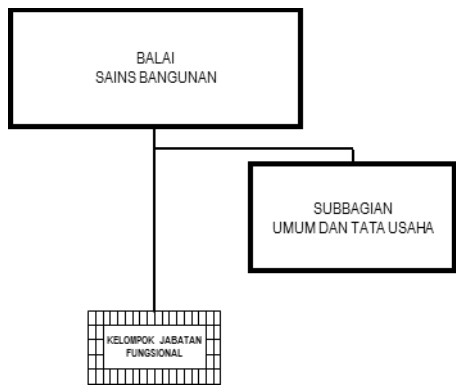 BALAI
SAINS BANGUNAN
SUBBAGIAN
UMUM DAN TATA USAHA
KELOMPOK JABATAN
FUNGSIONAL